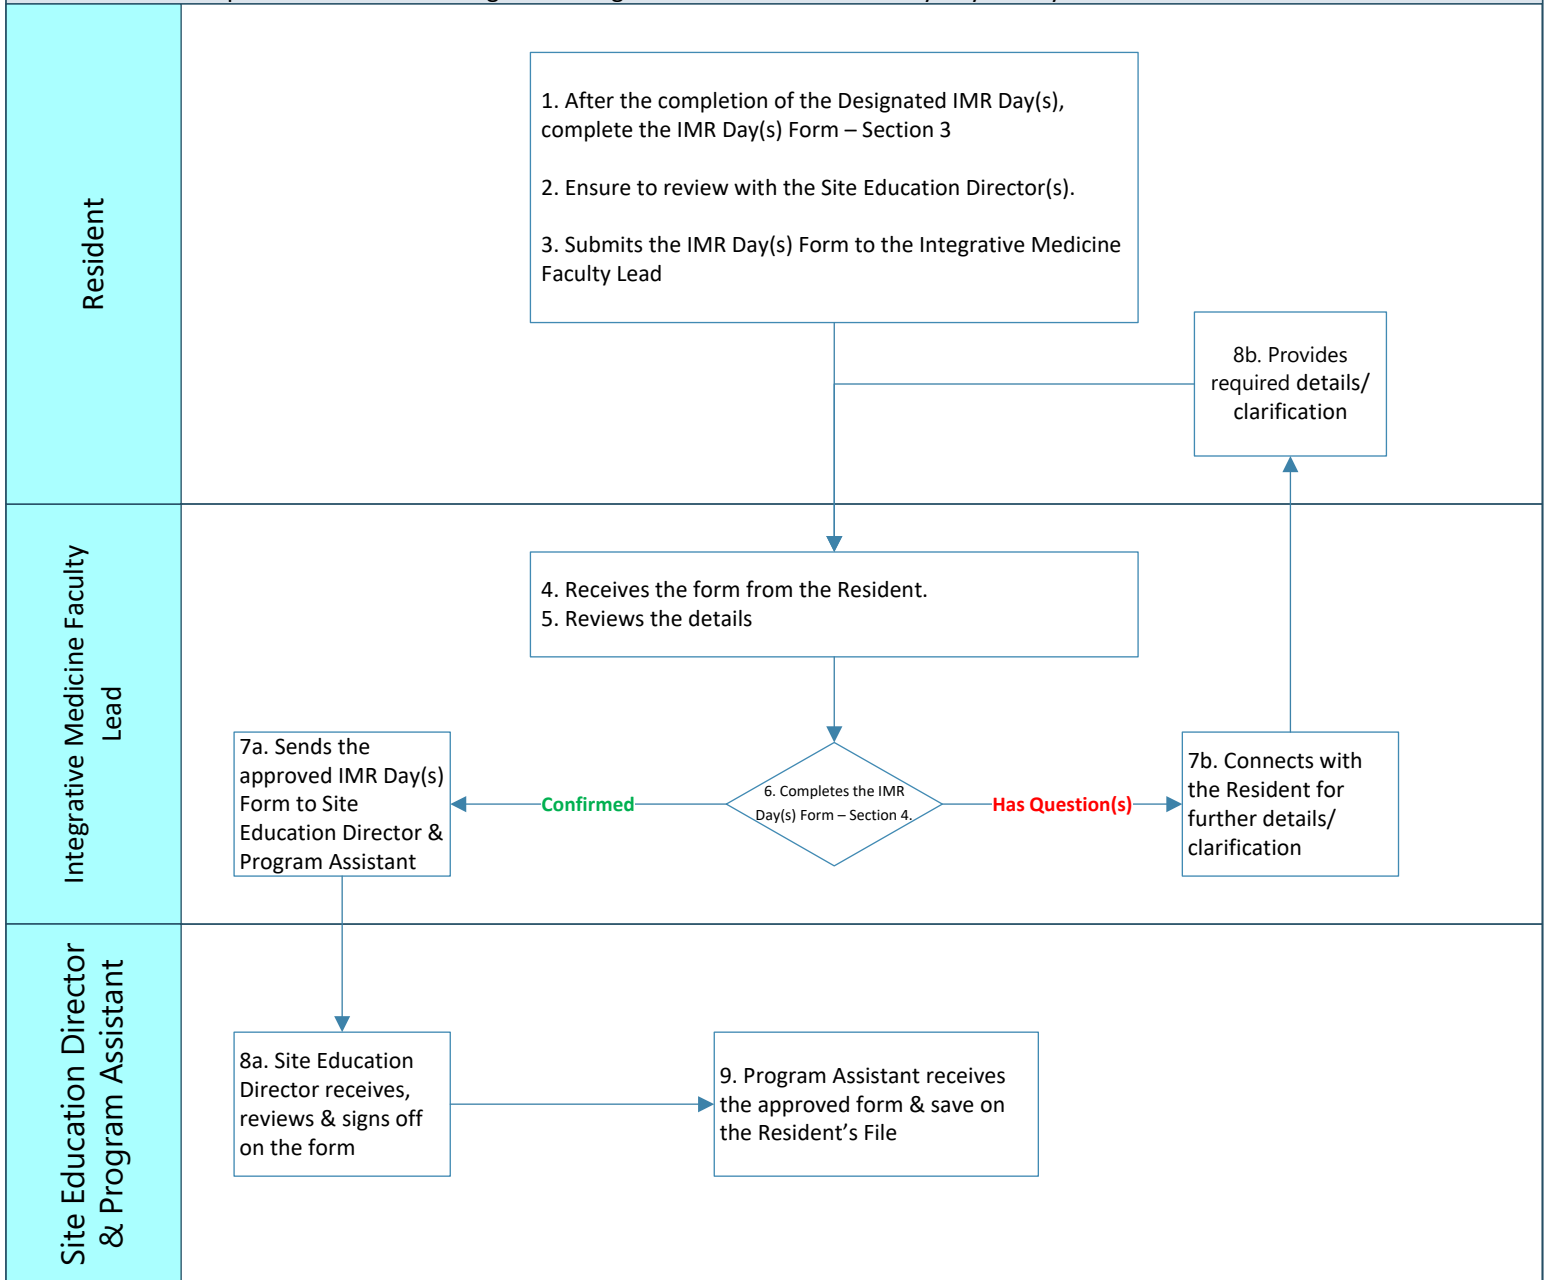 Resident
1. After the completion of the Designated IMR Day(s),
complete the IMR Day(s) Form – Section 3
2. Ensure to review with the Site Education Director(s).
3. Submits the IMR Day(s) Form to the Integrative Medicine
Faculty Lead
8b. Provides
required details/
clarification
Integrative Medicine Faculty
Lead
4. Receives the form from the Resident.
5. Reviews the details
6. Completes the IMR
Day(s) Form – Section 4.
Confirmed
Has Question(s)
7a. Sends the
approved IMR Day(s)
Form to Site
Education Director &
Program Assistant
7b. Connects with
the Resident for
further details/
clarification
Site Education Director
& Program Assistant
8a. Site Education
Director receives,
reviews & signs off
on the form
9. Program Assistant receives
the approved form & save on
the Resident’s File